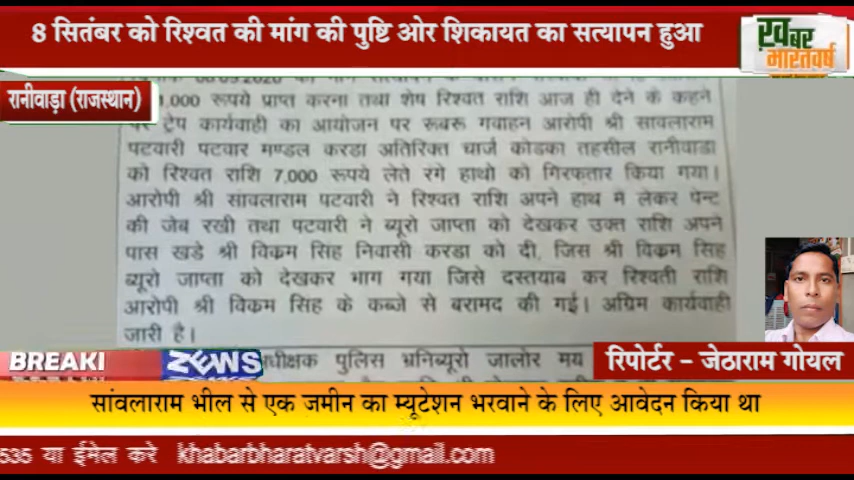 8 सितंबर को रिश्वत की मांग की पुष्टि ओर शिकायत का सत्यापन हुआ
ख़बर
भारतवर्ष
रानीवाड़ा (राजस्थान)
1,000 रूपये प्राप्त करना तथा शेष रिश्वत राशि आज ही देने के कहने
पर ट्रेप कार्यवाही का आयोजन पर रूबरू गवाहन आरोपी श्री सावलाराम
पटवारी पटवार मण्डल करडा अतिरिक्त चार्ज कोडका तहसील रानीवाडा
को रिश्वत राशि 7,000 रूपये लेते रंगे हाथो को गिरफ्तार किया गया।
आरोपी श्री सावलाराम पटवारी ने रिश्वत राशि अपने हाथ में लेकर पेन्ट
की जेब रखी तथा पटवारी ने ब्यूरो जाप्ता को देखकर उक्त राशि अपने
पास खडे श्री विक्रम सिंह निवासी करडा को दी, जिस श्री विक्रम सिंह
ब्यूरो जाप्ता को देखकर भाग गया जिसे दस्तयाब कर रिश्वती राशि
आरोपी श्री विक्रम सिंह के कब्जे से बरामद की गई। अग्रिम कार्यवाही
जारी है।
धीक्षक पुलिस भ्रनिब्यूरो जालोर मय
BREAKI NEWS
रिपोर्टर - जेठाराम गोयल
सांवलाराम भील से एक जमीन का म्यूटेशन भरवाने के लिए आवेदन किया था
535 या ईमेल करे khabarbharatvarsh@gmail.com